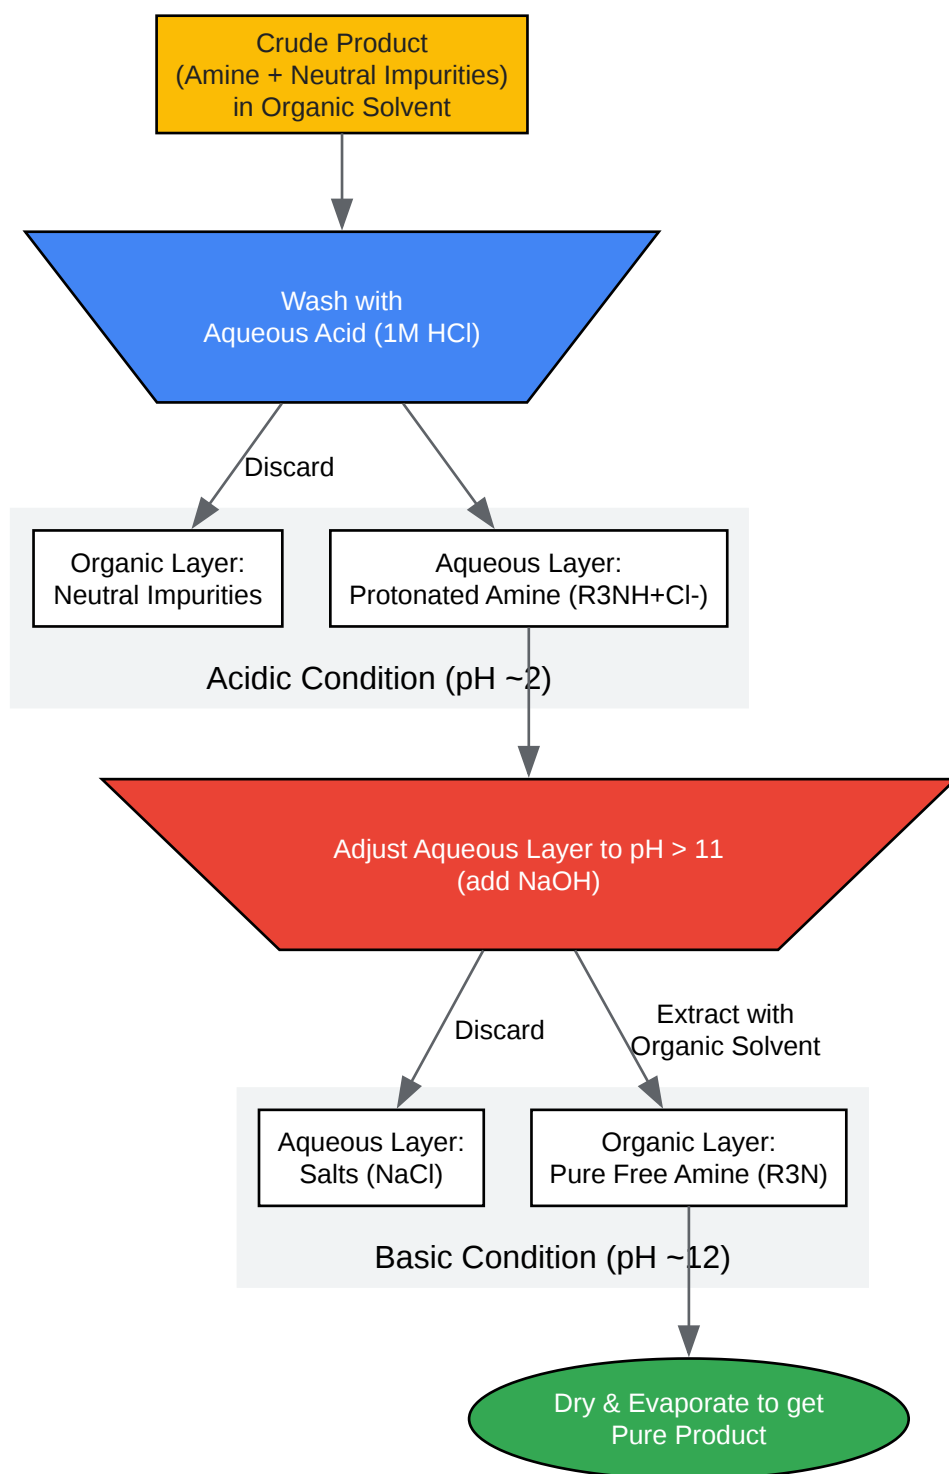 Crude Product
(Amine + Neutral Impurities)
in Organic Solvent
Wash with
Aqueous Acid (1M HCl)
Discard
Organic Layer:
Neutral Impurities
Aqueous Layer:
Protonated Amine (R3NH+Cl-)
Acidic Condition (pH ~2)
Adjust Aqueous Layer to pH > 11
(add NaOH)
Discard
Extract with
Organic Solvent
Aqueous Layer:
Salts (NaCl)
Organic Layer:
Pure Free Amine (R3N)
Basic Condition (pH ~12)
Dry & Evaporate to get
Pure Product